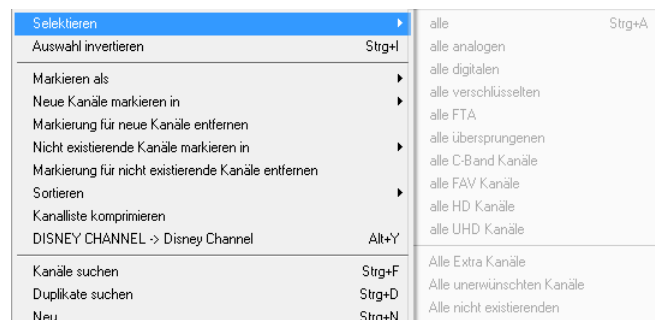 Selektieren
Auswahl invertieren Strg+I
Markieren als
Neue Kanäle markieren in
Markierung für neue Kanäle entfernen
Nicht existierende Kanäle markieren in
Markierung für nicht existierende Kanäle entfernen
Sortieren
Kanalliste komprimieren
DISNEY CHANNEL -> Disney Channel Alt+Y
Kanäle suchen Strg+F
Duplikate suchen Strg+D
Neu Strg+N
alle Strg+A
alle analogen
alle digitalen
alle verschlüsselten
alle FTA
alle übersprungenen
alle C-Band Kanäle
alle FAV Kanäle
alle HD Kanäle
alle UHD Kanäle
Alle Extra Kanäle
Alle unerwünschten Kanäle
Alle nicht existierenden